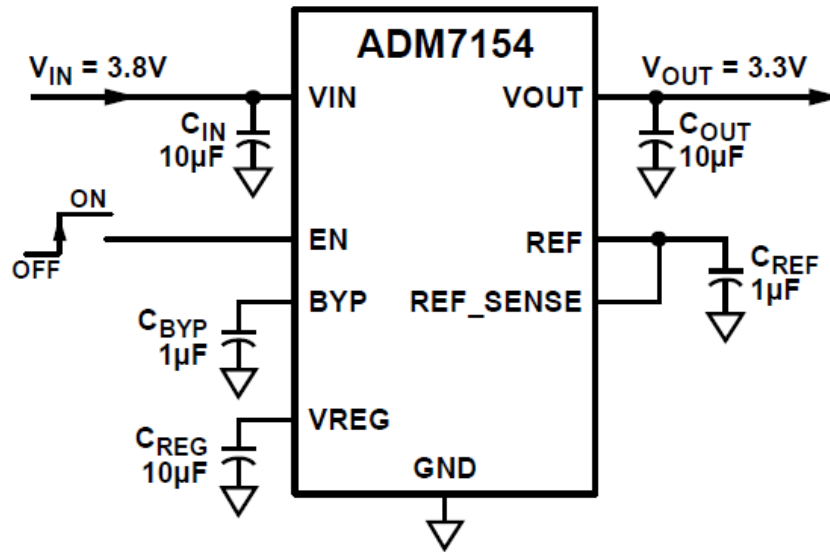 ADM7154
VIN = 3.8V
VOUT = 3.3V
VIN
VOUT
CIN
10µF
COUT
10µF
ON
OFF
EN
REF
CREF
1µF
BYP
REF_SENSE
CBYP
1µF
VREG
CREG
10µF
GND